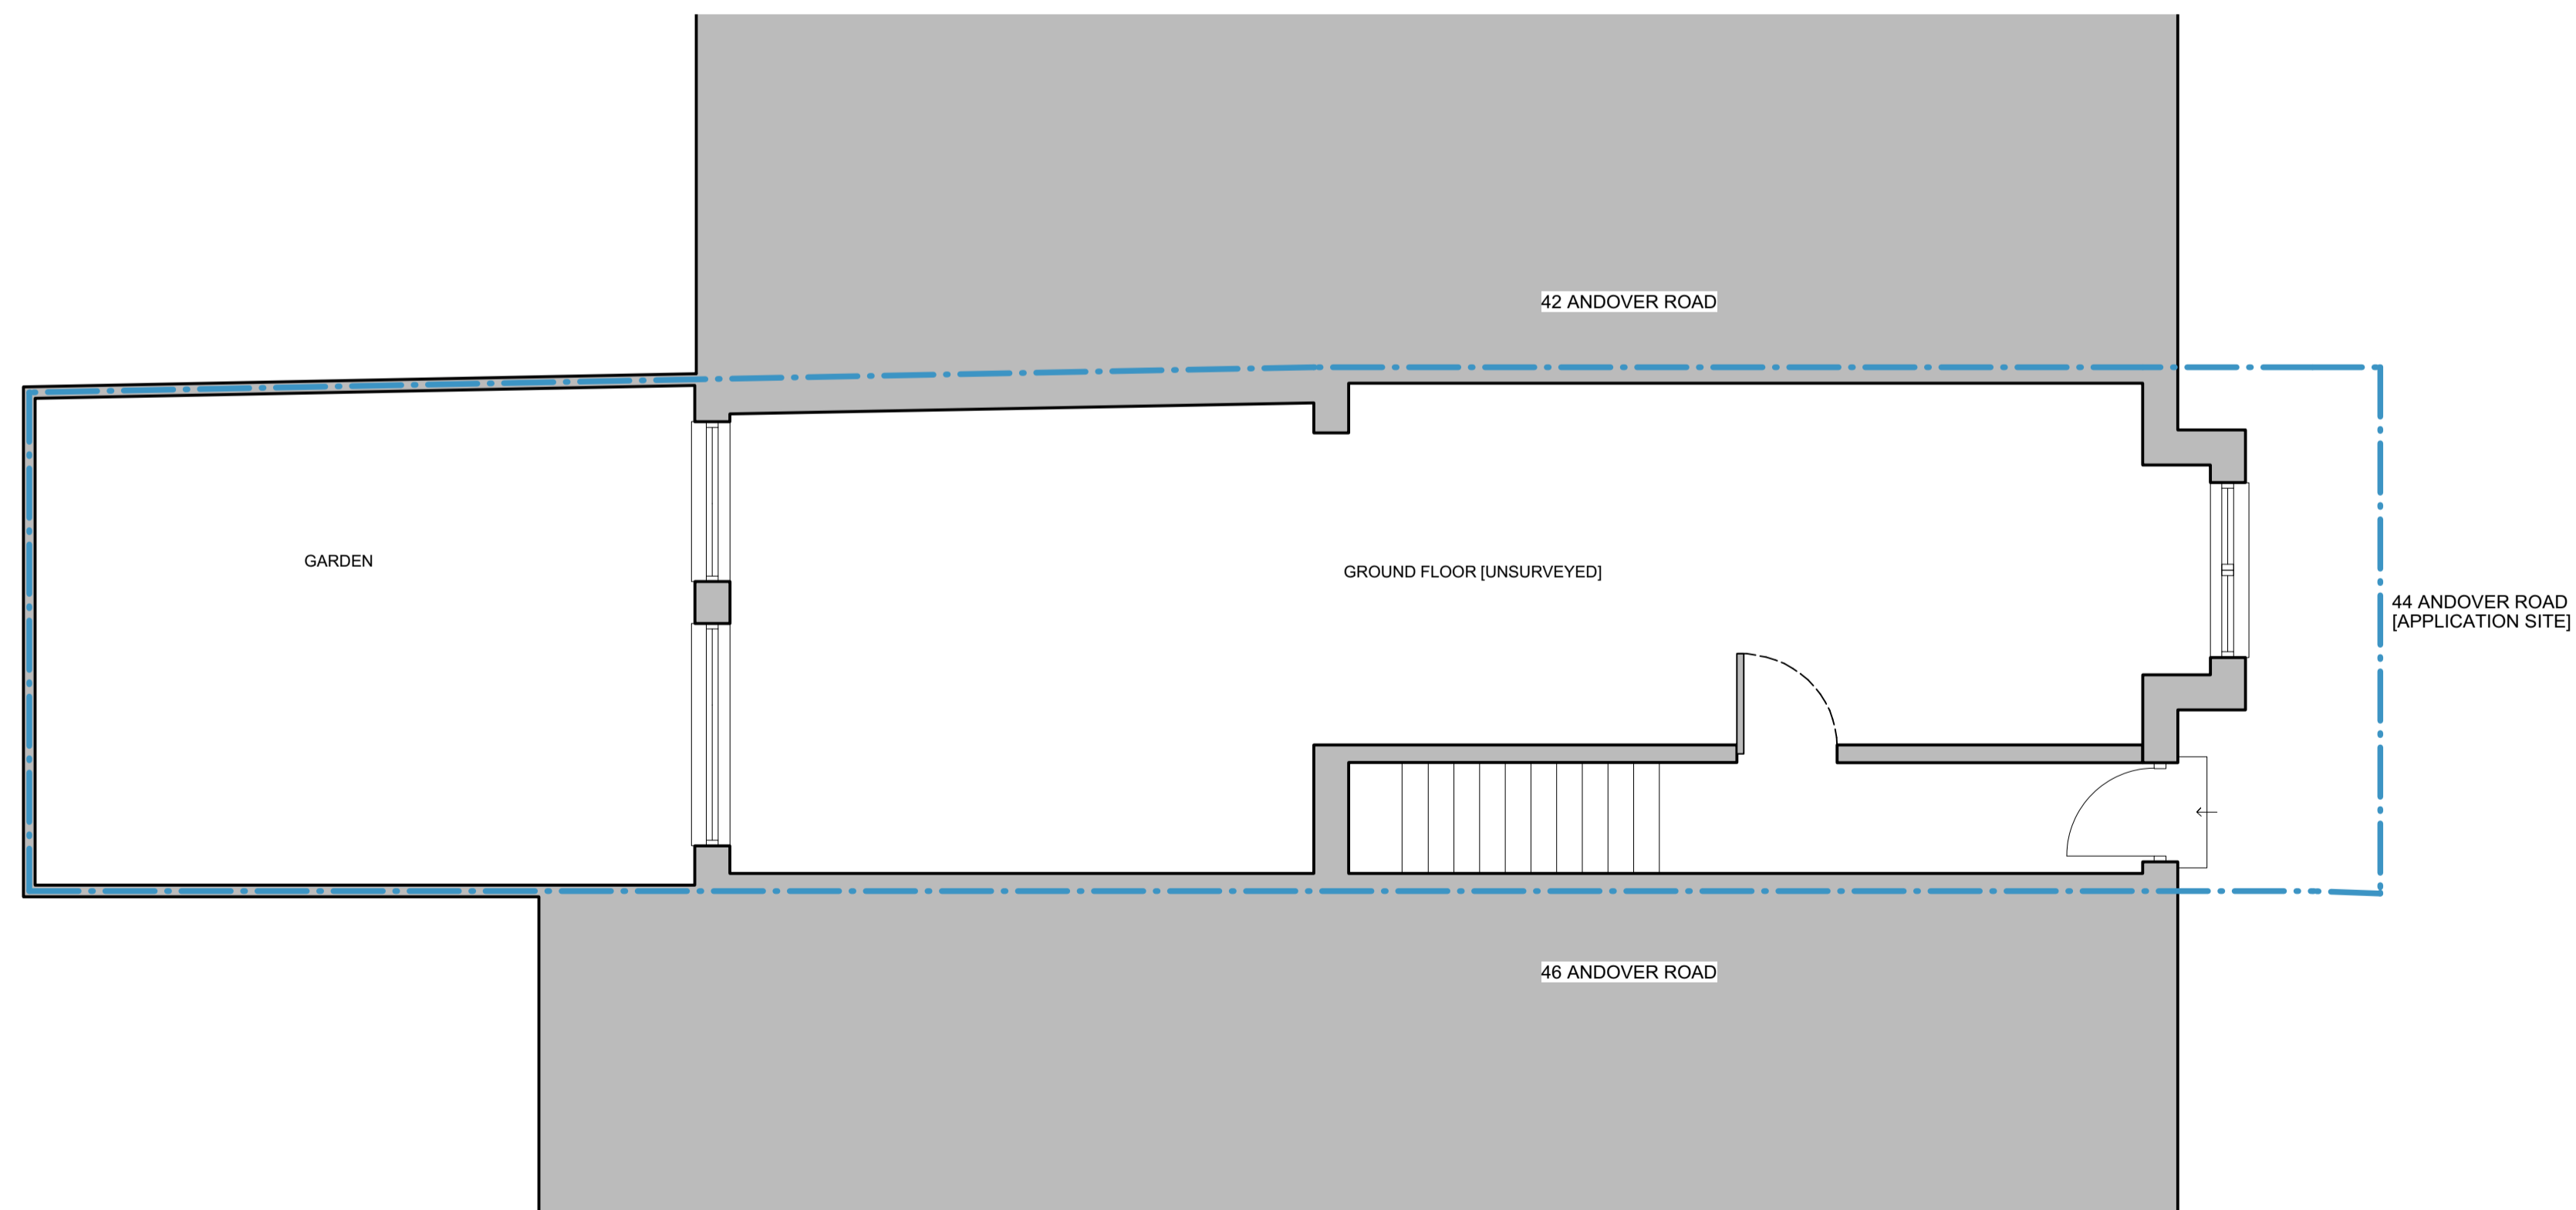 42 ANDOVER ROAD
GARDEN
GROUND FLOOR [UNSURVEYED]
44 ANDOVER ROAD
[APPLICATION SITE]
46 ANDOVER ROAD